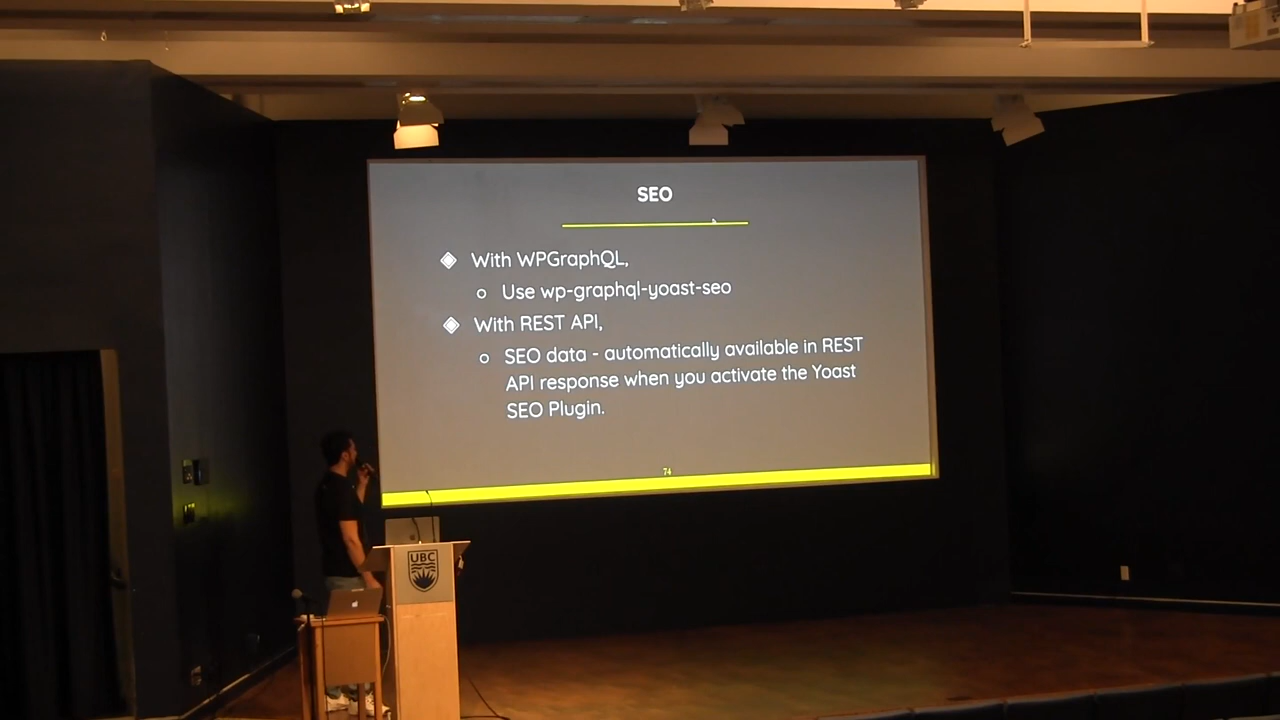 SEO
With WPGraphQL,
Use wp-graphql-yoast-seo
With REST API,
SEO data - automatically available in REST
API response when you activate the Yoast
SEO Plugin.
74
UBC